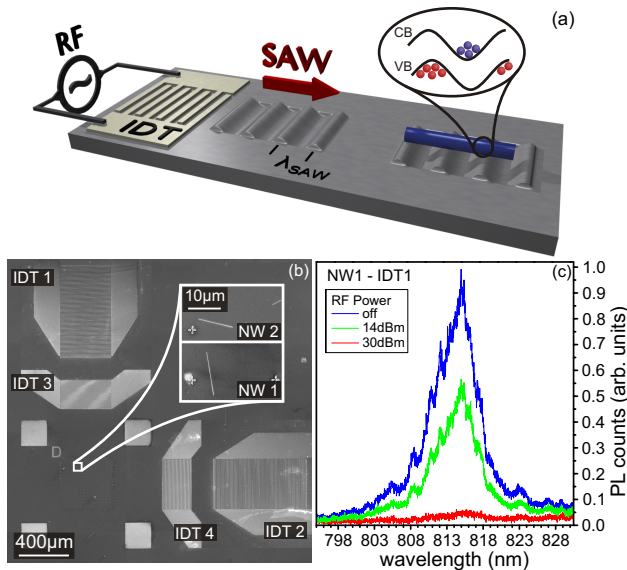 (a)
RF
SAW
CB
VB
IDT
λSAW
(b)
IDT 1
10µm
NW 2
NW 1
IDT 3
D
400µm
IDT 4
IDT 2
NW1 - IDT1
(c)
RF Power
off
14dBm
30dBm
1.0
0.9
0.8
0.7
0.6
0.5
0.4
0.3
0.2
0.1
0.0
PL counts (arb. units)
798 803 808 813 818 823 828
wavelength (nm)